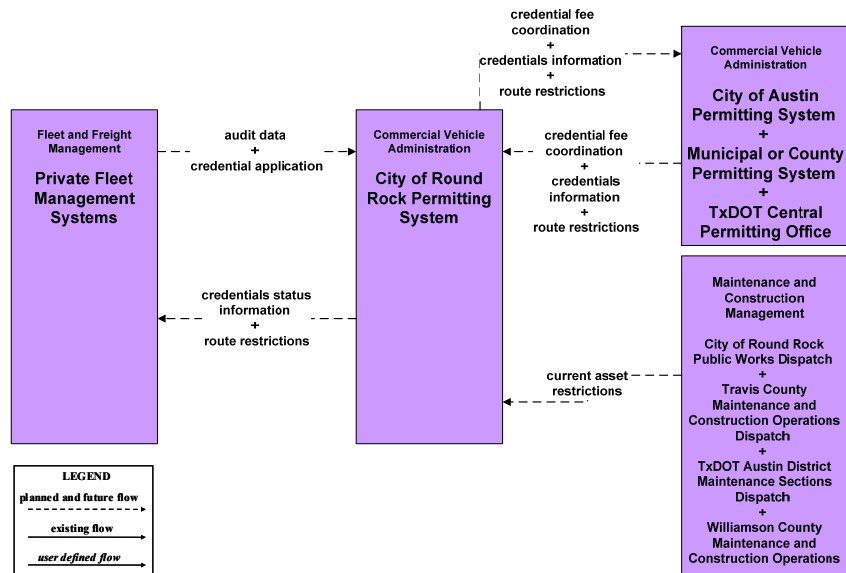 Fleet and Freight
Management
Private Fleet
Management
Systems
audit data
+
credential application
credentials status
information
+
route restrictions
Commercial Vehicle
Administration
City of Round
Rock Permitting
System
credential fee
coordination
+
credentials information
+
route restrictions
credential fee
coordination
+
credentials
information
+
route restrictions
current asset
restrictions
Commercial Vehicle
Administration
City of Austin
Permitting System
+
Municipal or County
Permitting System
+
TxDOT Central
Permitting Office
Maintenance and
Construction
Management
City of Round Rock
Public Works Dispatch
+
Travis County
Maintenance and
Construction Operations
Dispatch
+
TxDOT Austin District
Maintenance Sections
Dispatch
+
Williamson County
Maintenance and
Construction Operations
LEGEND
planned and future flow
existing flow
user defined flow